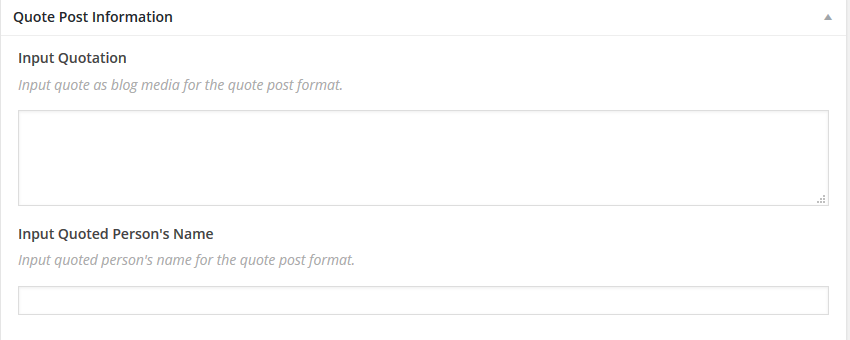 Quote Post Information
Input Quotation
Input quote as blog media for the quote post format.
Input Quoted Person's Name
Input quoted person's name for the quote post format.